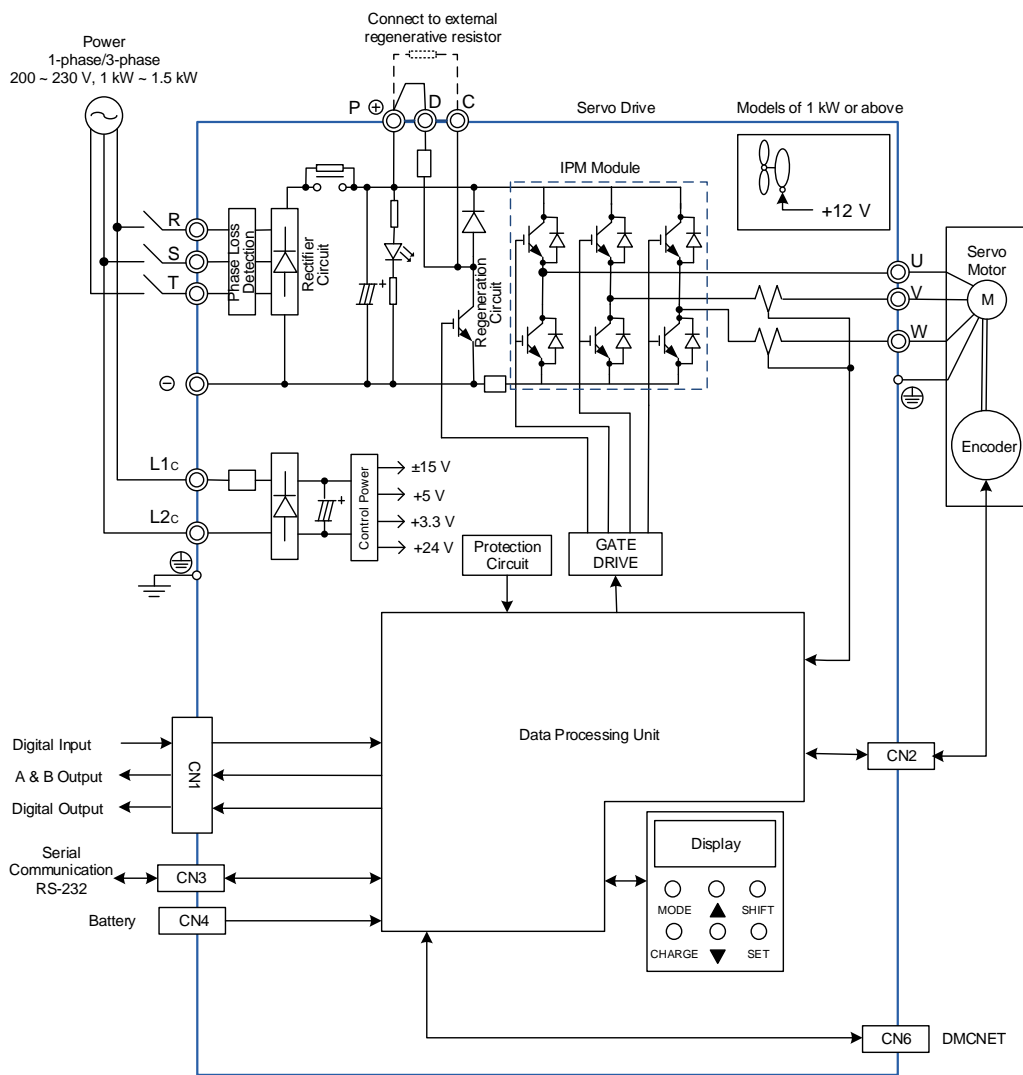 Connect to external
regenerative resistor
Power
1-phase/3-phase
200 ~ 230 V, 1 kW ~ 1.5 kW
P ⊕ D C
Servo Drive
Models of 1 kW or above
IPM Module
+12 V
R
S
T
Phase Loss
Detection
Rectifier
Circuit
+
Regeneration
Circuit
U
V
W
Servo
Motor
M
Encoder
⊖
L1c
L2c
+
Control Power
±15 V
+5 V
+3.3 V
+24 V
Protection
Circuit
GATE
DRIVE
Data Processing Unit
Digital Input
A & B Output
Digital Output
CN1
CN2
Serial
Communication
RS-232
CN3
Battery
CN4
Display
MODE ▲ SHIFT
CHARGE ▼ SET
CN6 DMCNET